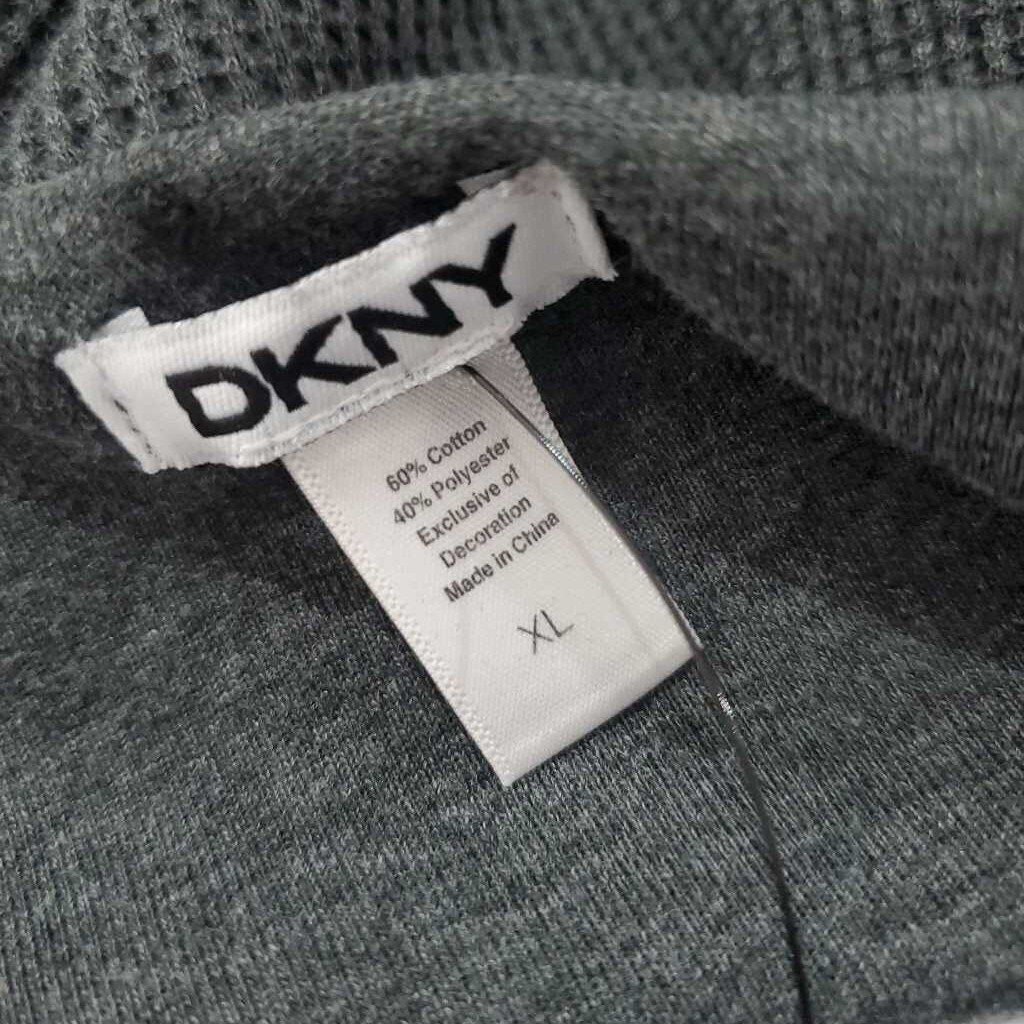 DKNY
60% Cotton
40% Polyester
Exclusive of
Decoration
Made in China
XL